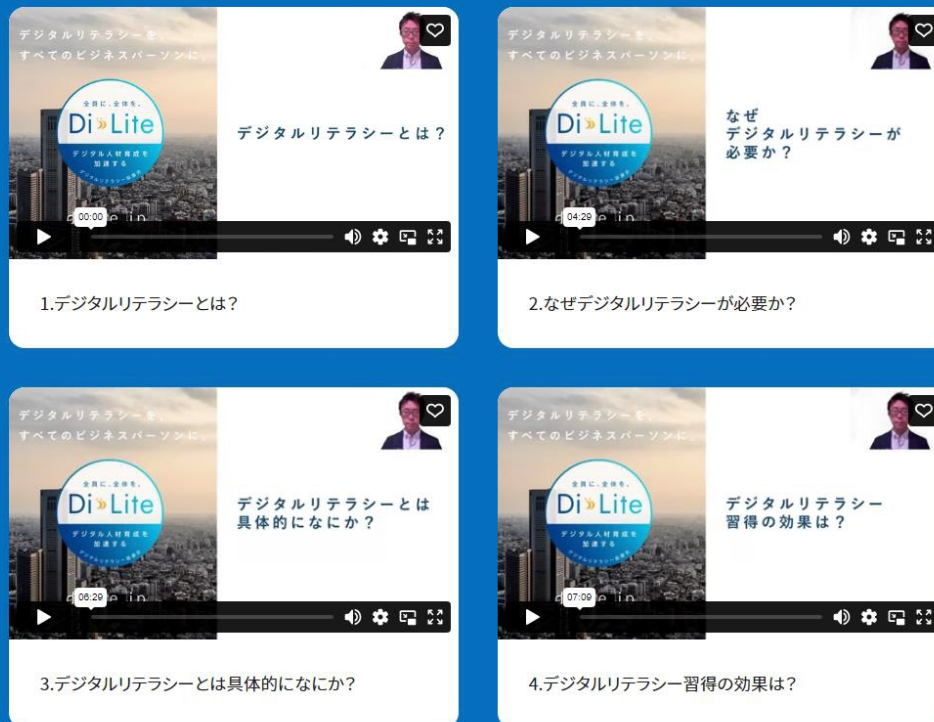 デジタルリテラシーを、
すべてのビジネスパーソンに。
全員に、全体を。
Di Lite
デジタル人材育成を
加速する
デジタルリテラシーとは?
00:00
1.デジタルリテラシーとは?
デジタルリテラシーを、
すべてのビジネスパーソンに。
全員に、全体を。
Di Lite
デジタル人材育成を
加速する
なぜ
デジタルリテラシーが
必要か?
04:29
2.なぜデジタルリテラシーが必要か?
デジタルリテラシーを、
すべてのビジネスパーソンに。
全員に、全体を。
Di Lite
デジタル人材育成を
加速する
デジタルリテラシーとは
具体的になにか?
06:29
3.デジタルリテラシーとは具体的になにか?
デジタルリテラシーを、
すべてのビジネスパーソンに。
全員に、全体を。
Di Lite
デジタル人材育成を
加速する
デジタルリテラシー
習得の効果は?
07:09
4.デジタルリテラシー習得の効果は?